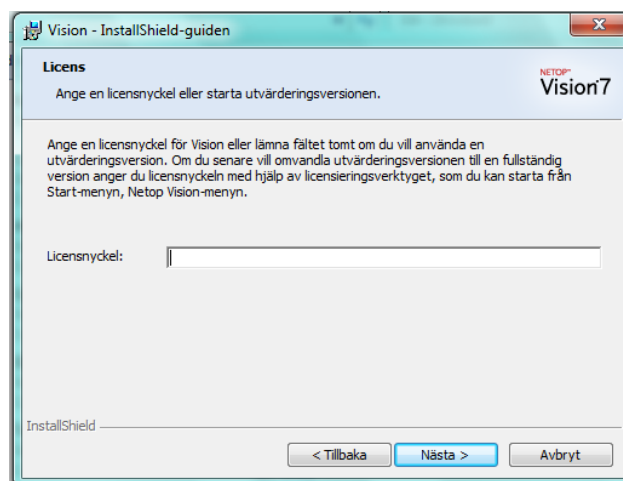 Vision - InstallShield-guiden
Licens
Ange en licensnyckel eller starta utvärderingsversionen.
NETOP™
Vision7
Ange en licensnyckel för Vision eller lämna fältet tomt om du vill använda en
utvärderingsversion. Om du senare vill omvandla utvärderingsversionen till en fullständig
version anger du licensnyckeln med hjälp av licensieringsverktyget, som du kan starta från
Start-menyn, Netop Vision-menyn.
Licensnyckel:
InstallShield
< Tillbaka
Nästa >
Avbryt